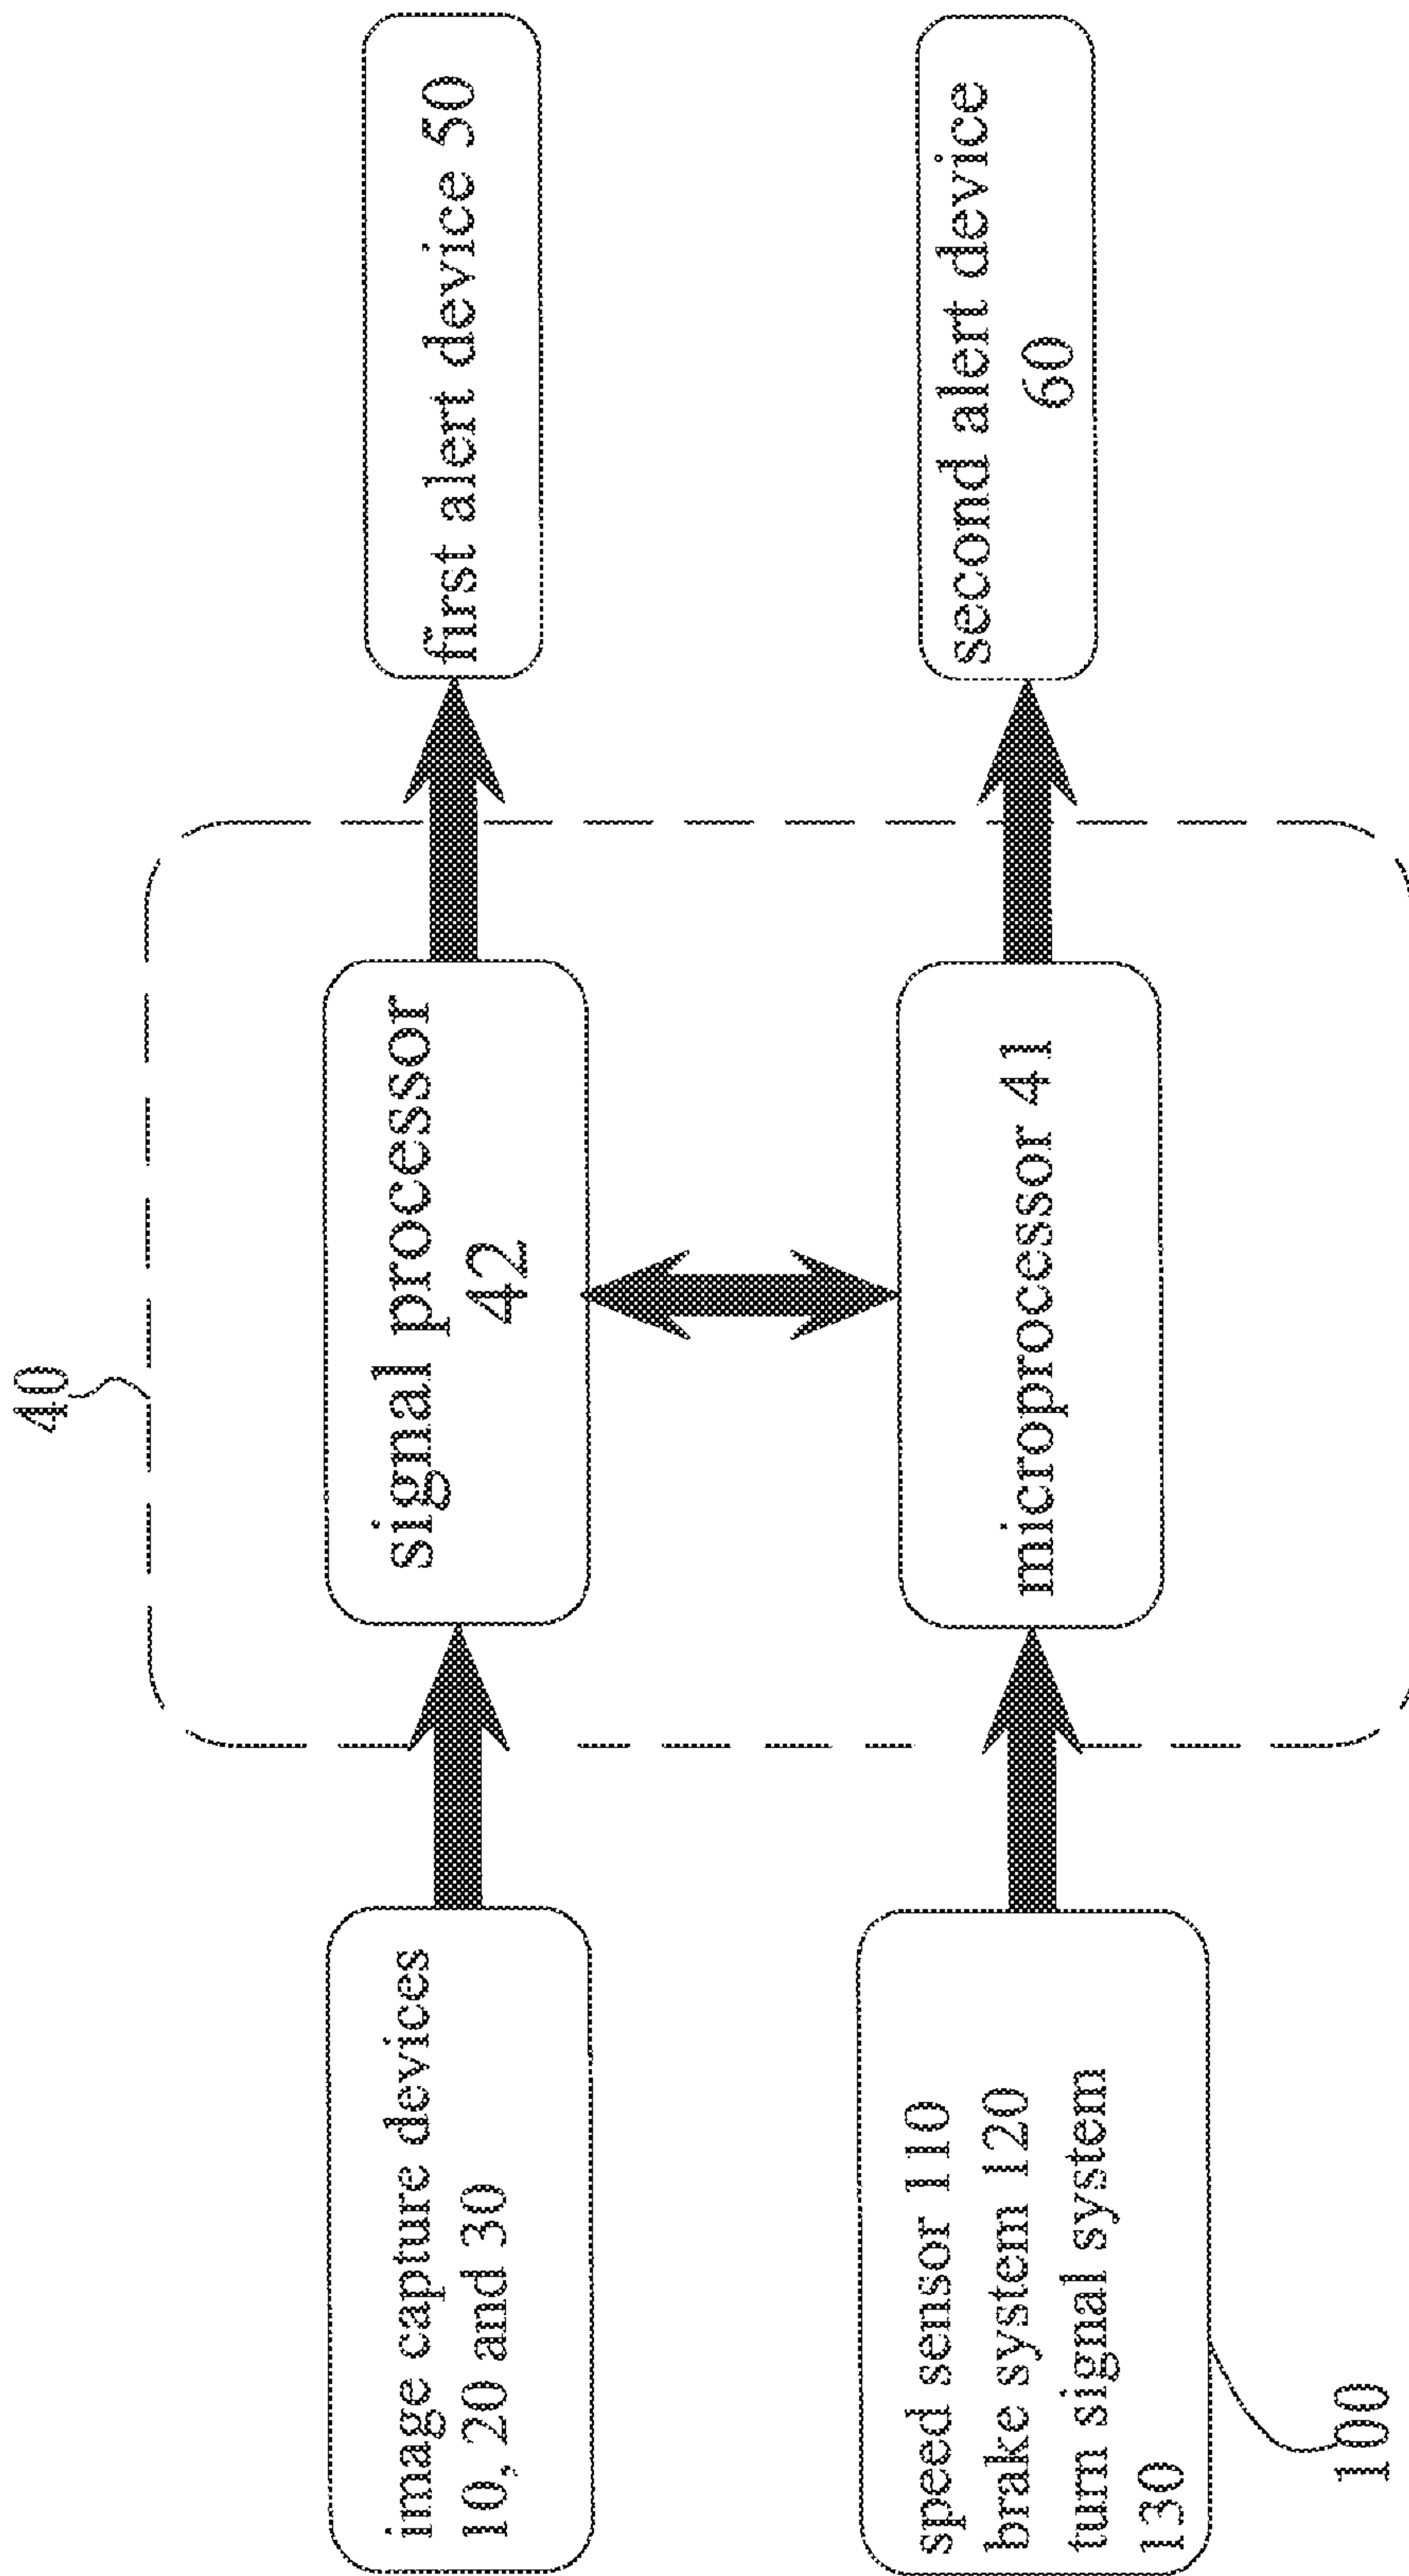 40
image capture devices
10, 20 and 30
signal processor
42
first alert device 50
speed sensor 110
brake system 120
turn signal system
130
microprocessor 41
second alert device
60
100